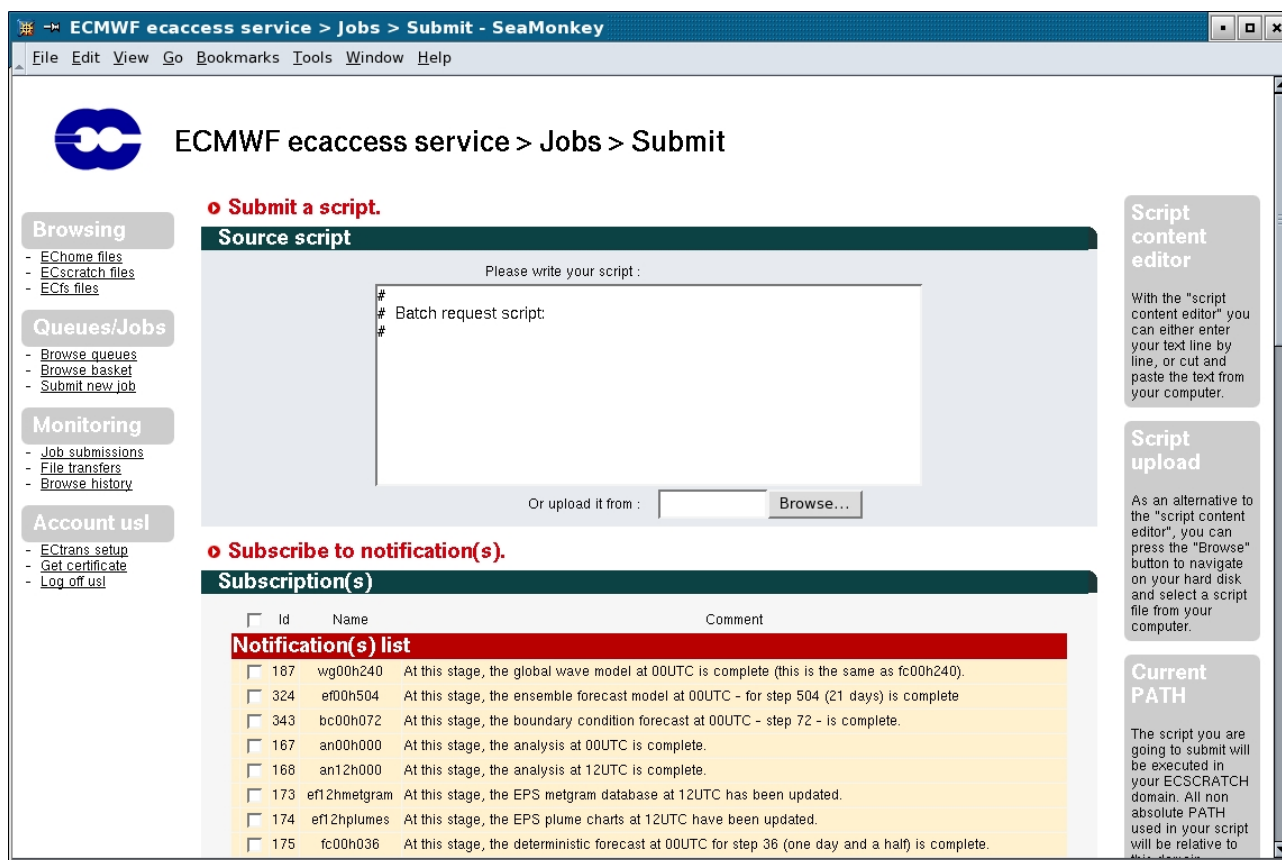 ECMWF ecaccess service > Jobs > Submit - SeaMonkey
File Edit View Go Bookmarks Tools Window Help
ECMWF ecaccess service > Jobs > Submit
Browsing
- EChome files
- ECscratch files
- ECfs files
Queues/Jobs
- Browse queues
- Browse basket
- Submit new job
Monitoring
- Job submissions
- File transfers
- Browse history
Account usl
- ECtrans setup
- Get certificate
- Log off usl
Submit a script.
Source script
Please write your script :
#
# Batch request script:
#
Or upload it from :
Browse...
Subscribe to notification(s).
Subscription(s)
Id Name Comment
Notification(s) list
187 wg00h240 At this stage, the global wave model at 00UTC is complete (this is the same as fc00h240).
324 ef00h504 At this stage, the ensemble forecast model at 00UTC - for step 504 (21 days) is complete
343 bc00h072 At this stage, the boundary condition forecast at 00UTC - step 72 - is complete.
167 an00h000 At this stage, the analysis at 00UTC is complete.
168 an12h000 At this stage, the analysis at 12UTC is complete.
173 ef12hmetgram At this stage, the EPS metgram database at 12UTC has been updated.
174 ef12hplumes At this stage, the EPS plume charts at 12UTC have been updated.
175 fc00h036 At this stage, the deterministic forecast at 00UTC for step 36 (one day and a half) is complete.
Script
content
editor
With the "script
content editor" you
can either enter
your text line by
line, or cut and
paste the text from
your computer.
Script
upload
As an alternative to
the "script content
editor", you can
press the "Browse"
button to navigate
on your hard disk
and select a script
file from your
computer.
Current
PATH
The script you are
going to submit will
be executed in
your ECSCRATCH
domain. All non
absolute PATH
used in your script
will be relative to